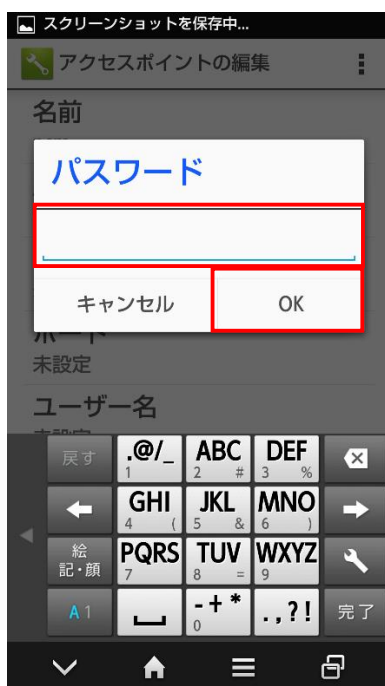 スクリーンショットを保存中...
アクセスポイントの編集
名前
パスワード
キャンセル OK
ポート
未設定
ユーザー名
戻す .@/_ 1 ABC 2 # DEF 3 %
GHI 4 ( JKL 5 & MNO 6 )
絵記・顔 PQRS 7 TUV 8 = WXYZ 9
A1 - + * 0 .,?! 完了